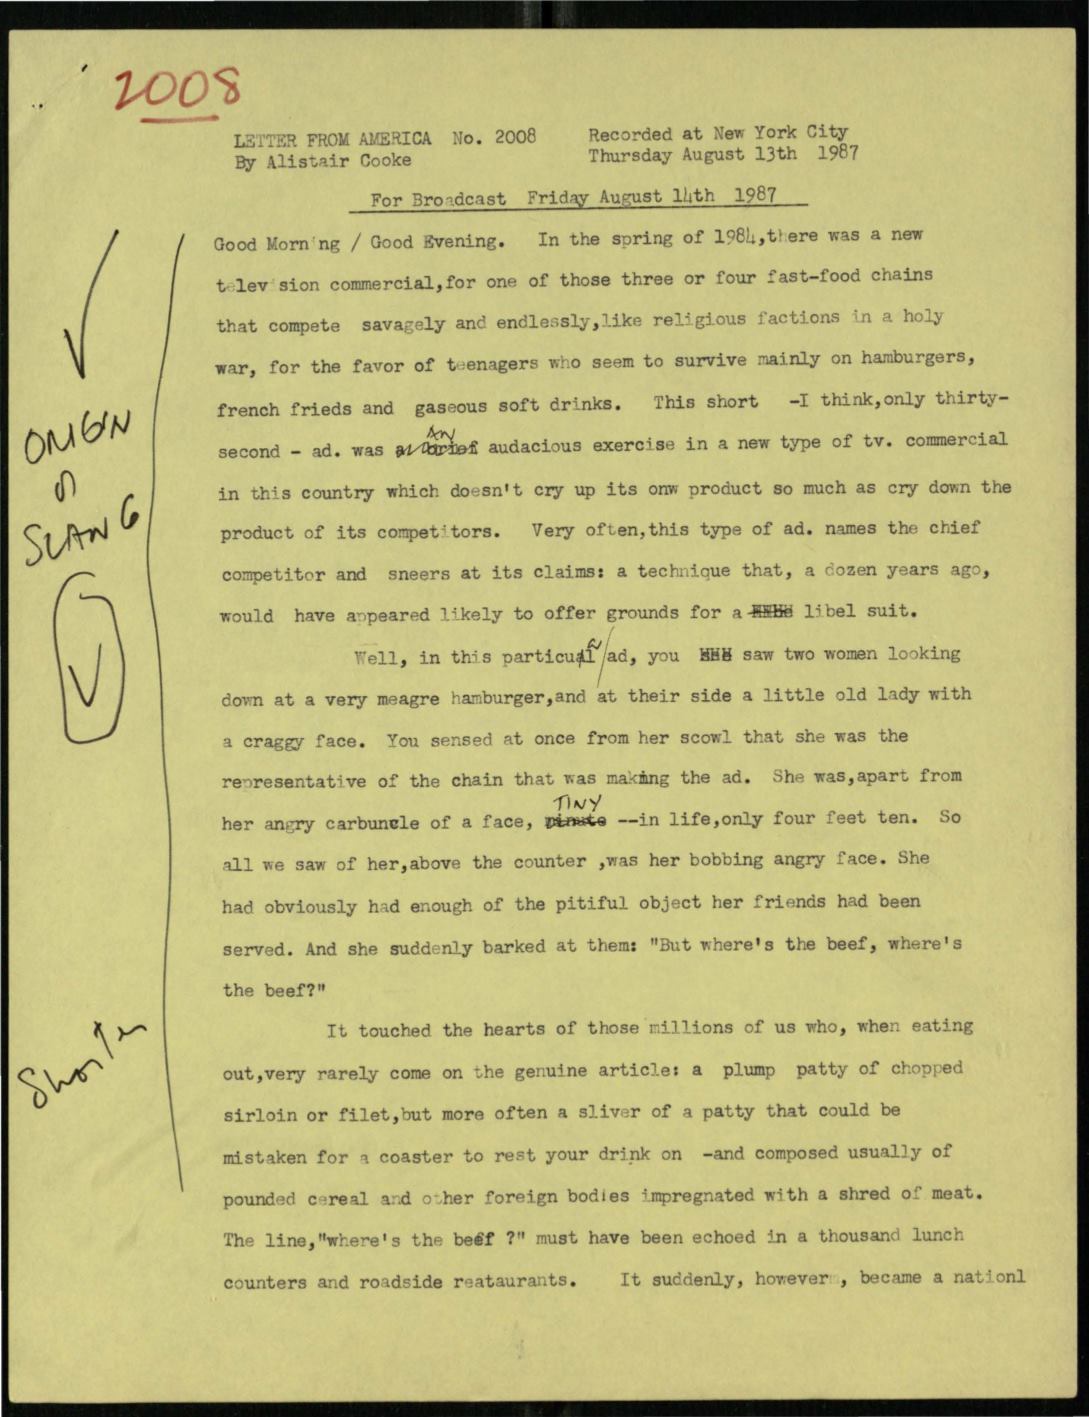 2008
LETTER FROM AMERICA No. 2008 Recorded at New York City
By Alistair Cooke Thursday August 13th 1987
For Broadcast Friday August 14th 1987
Good Morning / Good Evening. In the spring of 1984,there was a new
television commercial,for one of those three or four fast-food chains
that compete savagely and endlessly,like religious factions in a holy
war, for the favor of teenagers who seem to survive mainly on hamburgers,
french frieds and gaseous soft drinks. This short -I think,only thirty-
AN
second - ad. was a brief audacious exercise in a new type of tv. commercial
in this country which doesn't cry up its onw product so much as cry down the
product of its competitors. Very often,this type of ad. names the chief
competitor and sneers at its claims: a technique that, a dozen years ago,
would have appeared likely to offer grounds for a libel suit.
Well, in this particual/ad, you saw two women looking
down at a very meagre hamburger,and at their side a little old lady with
a craggy face. You sensed at once from her scowl that she was the
representative of the chain that was making the ad. She was,apart from
TINY
her angry carbuncle of a face, minute --in life,only four feet ten. So
all we saw of her,above the counter ,was her bobbing angry face. She
had obviously had enough of the pitiful object her friends had been
served. And she suddenly barked at them: "But where's the beef, where's
the beef?"
It touched the hearts of those millions of us who, when eating
out,very rarely come on the genuine article: a plump patty of chopped
sirloin or filet,but more often a sliver of a patty that could be
mistaken for a coaster to rest your drink on -and composed usually of
pounded cereal and other foreign bodies impregnated with a shred of meat.
The line,"where's the beef ?" must have been echoed in a thousand lunch
counters and roadside reataurants. It suddenly, however , became a nationl
ORIGIN
of
SLANG
Shorten